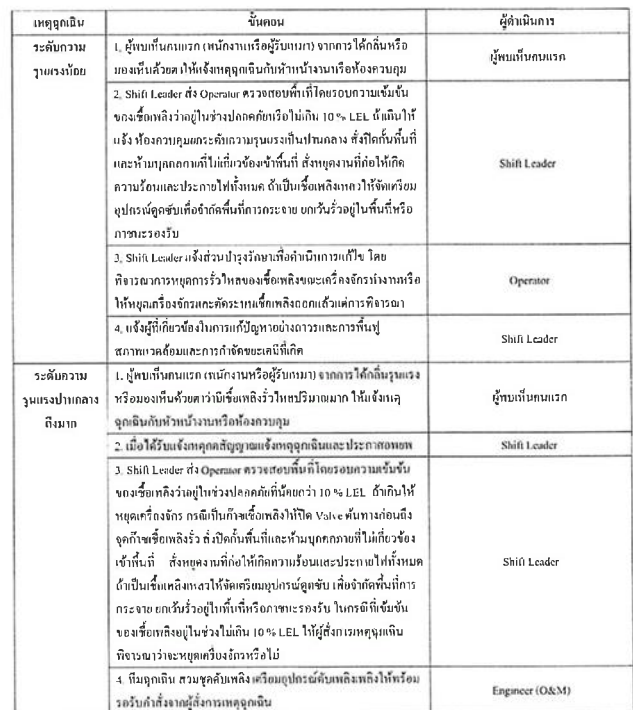 เหตุฉุกเฉิน
ขั้นตอน
ผู้ดำเนินการ
ระดับความ
รุนแรงน้อย
1. ผู้พบเห็นคนแรก (พนักงานหรือผู้รับเหมา) จากการได้กลิ่นหรือ
มองเห็นด้วยตา ให้แจ้งเหตุฉุกเฉินกับหัวหน้างานหรือห้องควบคุม
ผู้พบเห็นคนแรก
2. Shift Leader ส่ง Operator ตรวจสอบพื้นที่โดยรอบความเข้มข้น
ของเชื้อเพลิงว่าอยู่ในช่วงปลอดภัยหรือไม่เกิน 10 % LEL ถ้าเกินให้
แจ้ง ห้องควบคุมยกระดับความรุนแรงเป็นปานกลาง สั่งปิดกั้นพื้นที่
และห้ามบุคคลภายที่ไม่เกี่ยวข้องเข้าพื้นที่ สั่งหยุดงานที่ก่อให้เกิด
ความร้อนและประกายไฟทั้งหมด ถ้าเป็นเชื้อเพลิงเหลวให้จัดเตรียม
อุปกรณ์ดูดซับเพื่อจำกัดพื้นที่การกระจาย ยกเว้นรั่วอยู่ในพื้นที่หรือ
ภาชนะรองรับ
Shift Leader
3. Shift Leader แจ้งส่วนบำรุงรักษาเพื่อดำเนินการแก้ไข โดย
พิจารณาการหยุดการรั่วไหลของเชื้อเพลิงขณะเครื่องจักรทำงานหรือ
ให้หยุดเครื่องจักรและตัดระบบเชื้อเพลิงออกแล้วแต่การพิจารณา
Operator
4. แจ้งผู้ที่เกี่ยวข้องในการแก้ปัญหาอย่างถาวรและการฟื้นฟู
สภาพแวดล้อมและการกำจัดขยะเคมีที่เกิด
Shift Leader
ระดับความ
รุนแรงปานกลาง
ถึงมาก
1. ผู้พบเห็นคนแรก (พนักงานหรือผู้รับเหมา) จากการได้กลิ่นรุนแรง
หรือมองเห็นด้วยตาว่ามีเชื้อเพลิงรั่วไหลปริมาณมาก ให้แจ้งเหตุ
ฉุกเฉินกับหัวหน้างานหรือห้องควบคุม
ผู้พบเห็นคนแรก
2. เมื่อได้รับแจ้งเหตุกดสัญญาณแจ้งเหตุฉุกเฉินและประกาศอพยพ
Shift Leader
3. Shift Leader ส่ง Operator ตรวจสอบพื้นที่โดยรอบความเข้มข้น
ของเชื้อเพลิงว่าอยู่ในช่วงปลอดภัยที่น้อยกว่า 10 % LEL ถ้าเกินให้
หยุดเครื่องจักร กรณีเป็นก๊าซเชื้อเพลิงให้ปิด Valve ต้นทางก่อนถึง
จุดก๊าซเชื้อเพลิงรั่ว สั่งปิดกั้นพื้นที่และห้ามบุคคลภายที่ไม่เกี่ยวข้อง
เข้าพื้นที่ สั่งหยุดงานที่ก่อให้เกิดความร้อนและประกายไฟทั้งหมด
ถ้าเป็นเชื้อเพลิงเหลวให้จัดเตรียมอุปกรณ์ดูดซับ เพื่อจำกัดพื้นที่การ
กระจาย ยกเว้นรั่วอยู่ในพื้นที่หรือภาชนะรองรับ ในกรณีที่เข้มข้น
ของเชื้อเพลิงอยู่ในช่วงไม่เกิน 10 % LEL ให้ผู้สั่งการเหตุฉุกเฉิน
พิจารณาว่าจะหยุดเครื่องจักรหรือไม่
Shift Leader
4. ทีมฉุกเฉิน สวมชุดดับเพลิง เตรียมอุปกรณ์ดับเพลิงเพลิงให้พร้อม
รอรับคำสั่งจากผู้สั่งการเหตุฉุกเฉิน
Engineer (O&M)